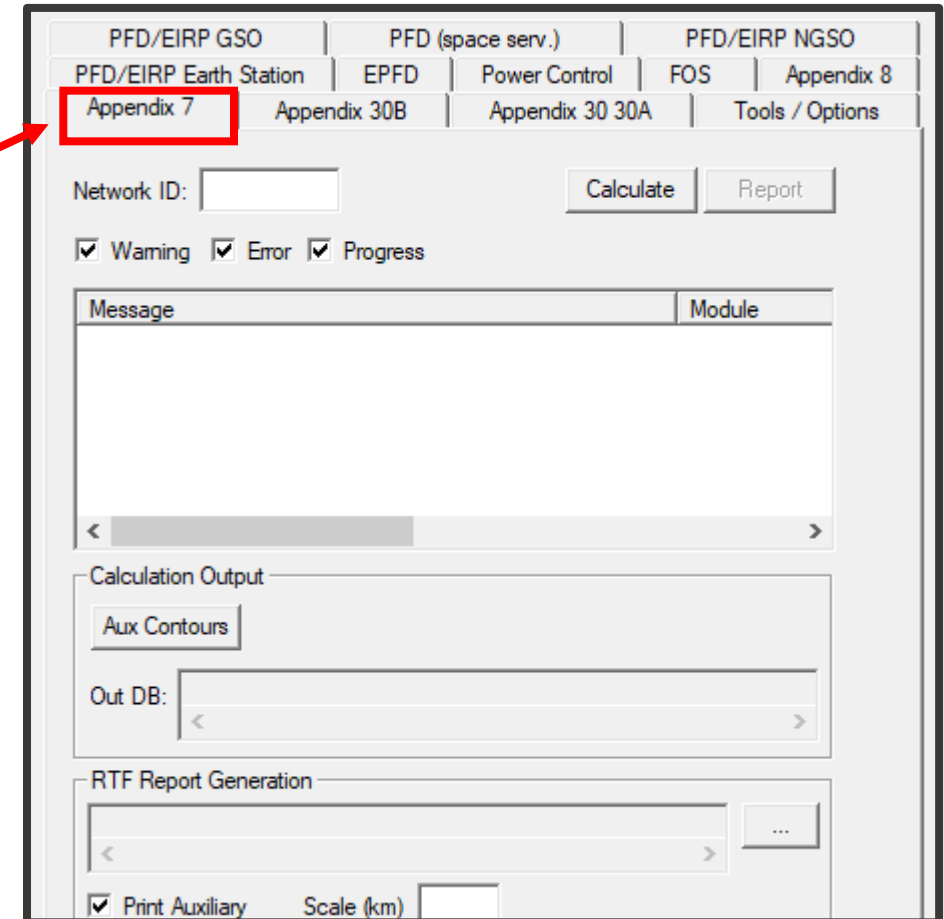 PFD/EIRP GSO PFD (space serv.) PFD/EIRP NGSO
PFD/EIRP Earth Station EPFD Power Control FOS Appendix 8
Appendix 7 Appendix 30B Appendix 30 30A Tools / Options
Network ID: Calculate Report
Warning Error Progress
Message Module
Calculation Output
Aux Contours
Out DB:
RTF Report Generation
...
Print Auxiliary Scale (km)